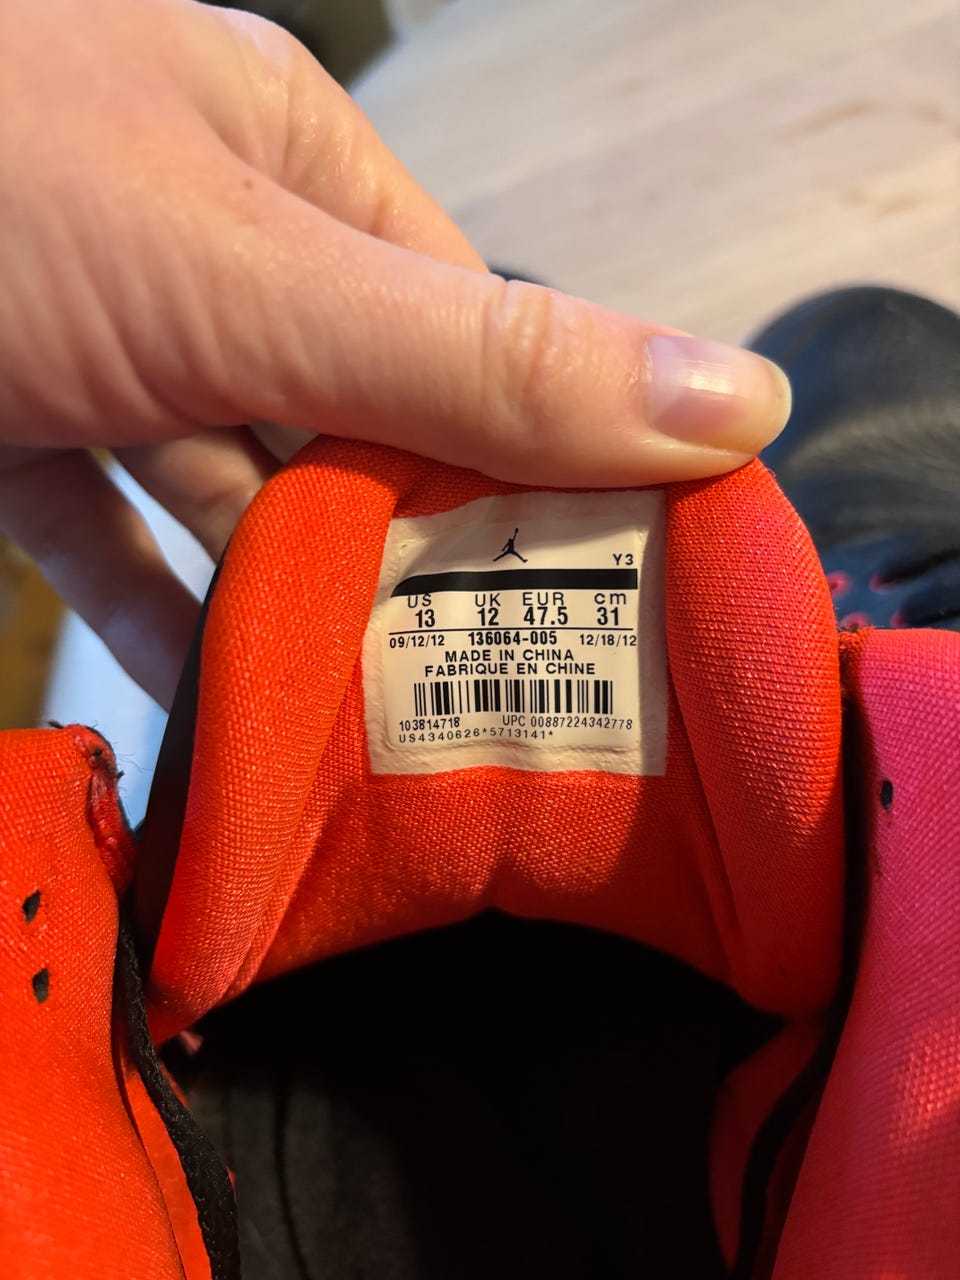 Y3
US UK EUR cm
13 12 47.5 31
09/12/12 136064-005 12/18/12
MADE IN CHINA
FABRIQUE EN CHINE
103814718 UPC 00887224342778
US4340626*5713141*